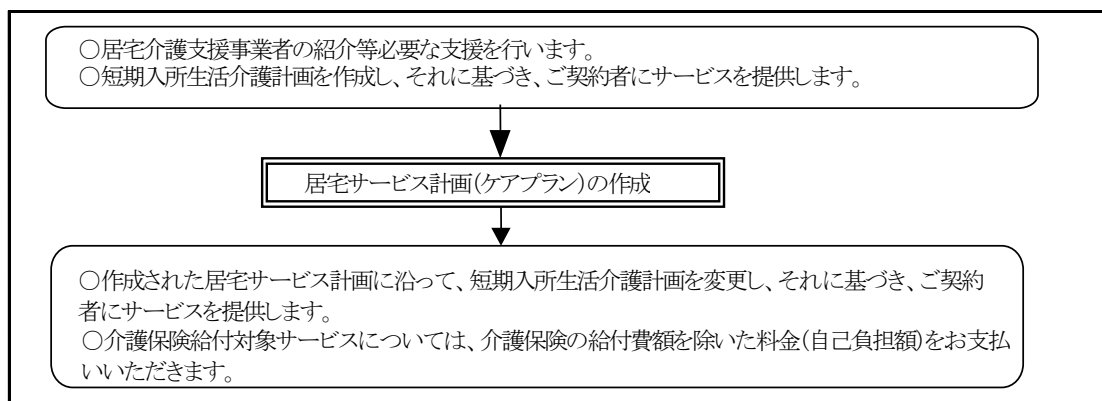 ○居宅介護支援事業者の紹介等必要な支援を行います。
○短期入所生活介護計画を作成し、それに基づき、ご契約者にサービスを提供します。
居宅サービス計画(ケアプラン)の作成
○作成された居宅サービス計画に沿って、短期入所生活介護計画を変更し、それに基づき、ご契約
者にサービスを提供します。
○介護保険給付対象サービスについては、介護保険の給付費額を除いた料金(自己負担額)をお支払
いいただきます。